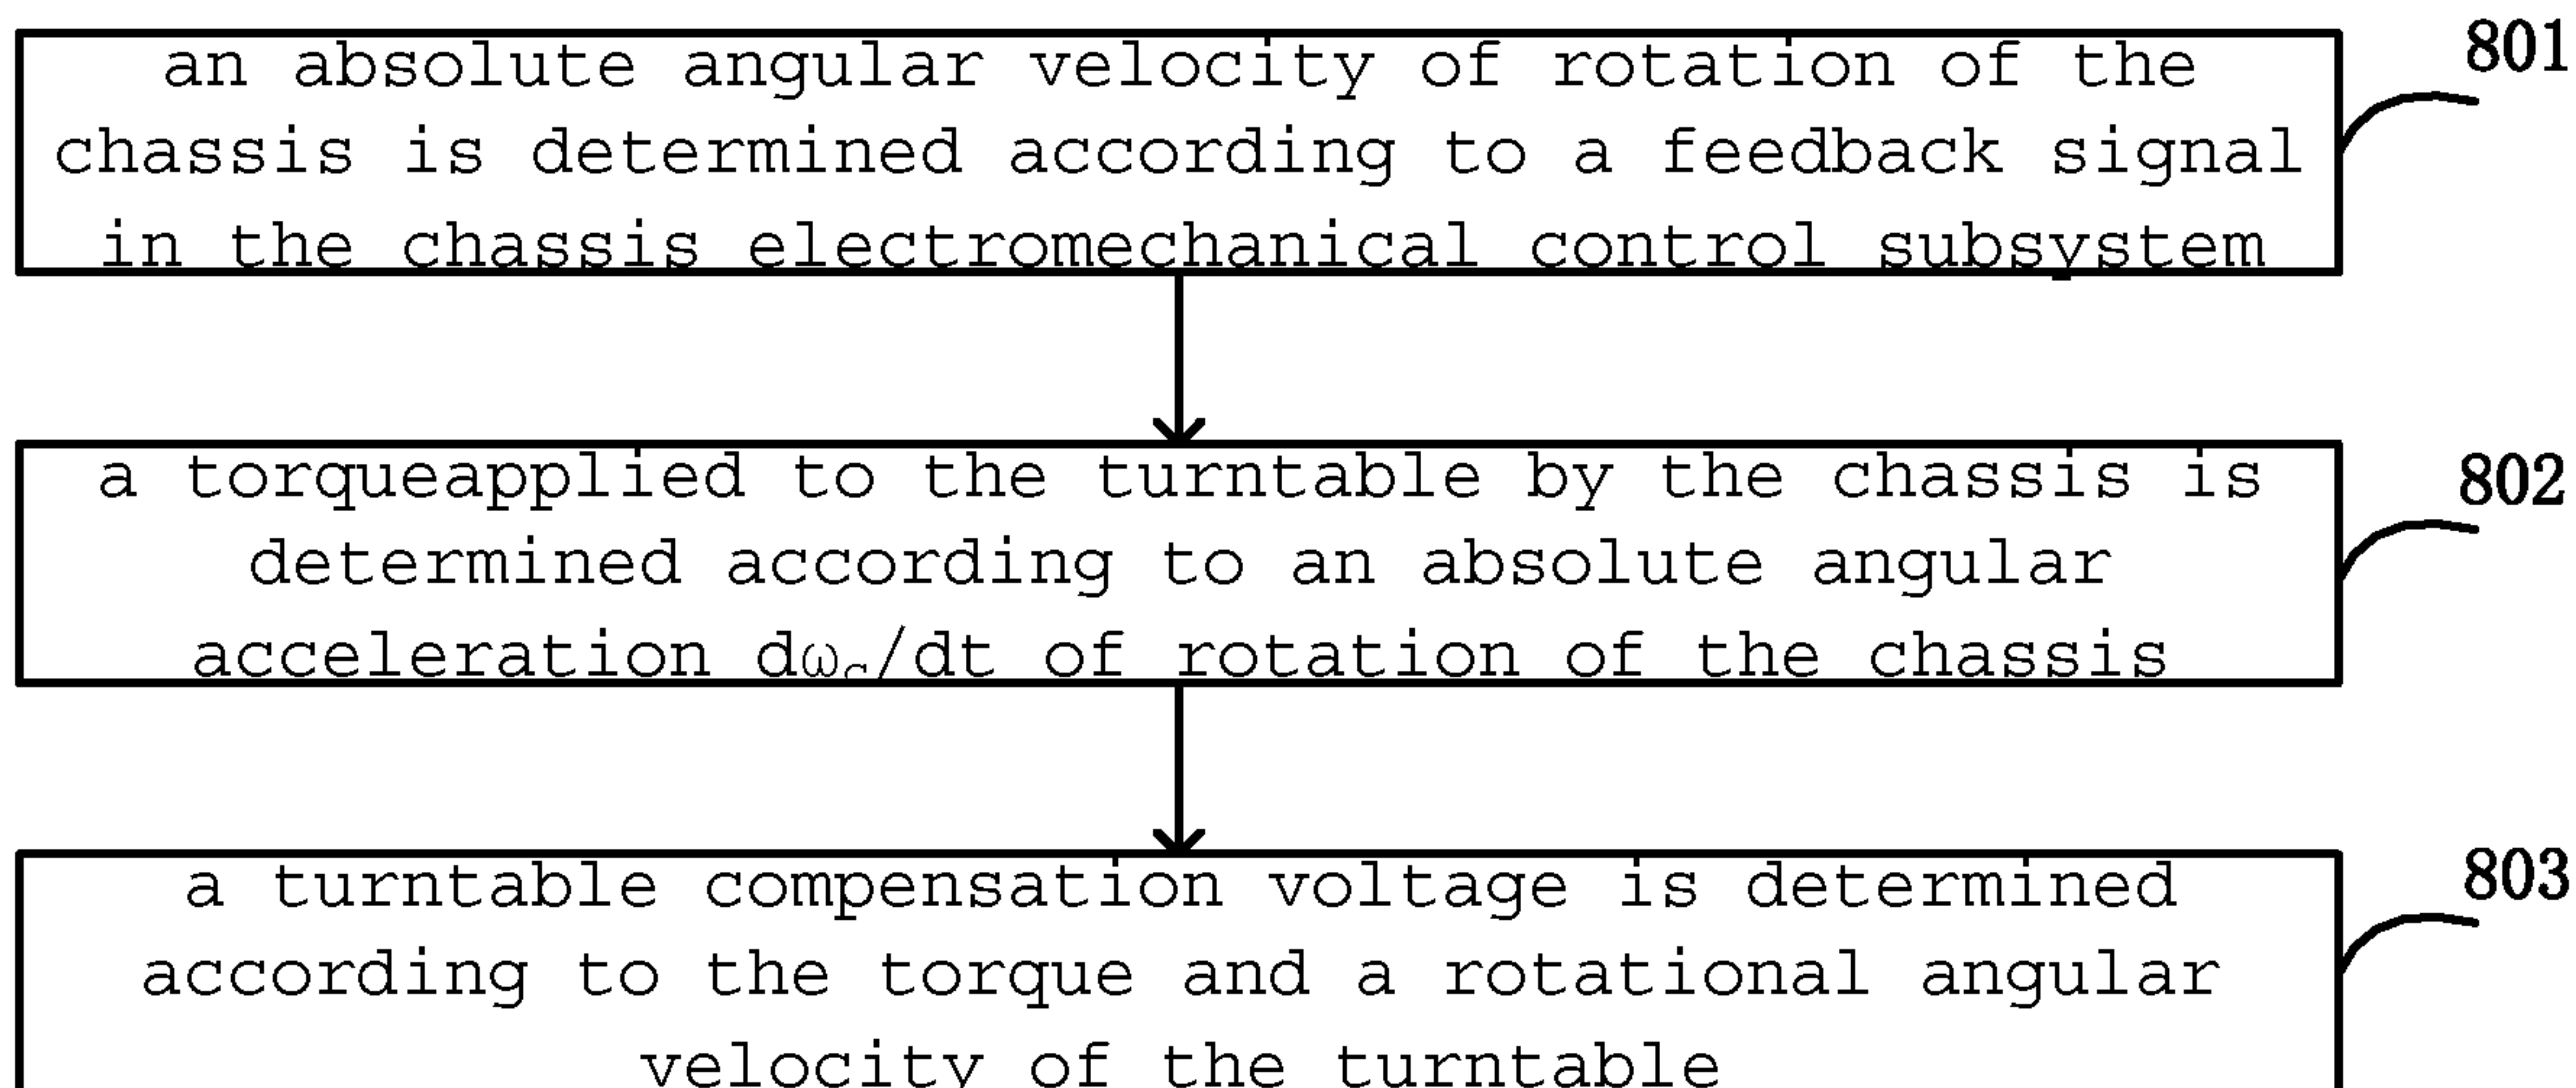 an absolute angular velocity of rotation of the
chassis is determined according to a feedback signal
in the chassis electromechanical control subsystem
801
a torqueapplied to the turntable by the chassis is
determined according to an absolute angular
acceleration dω꜀/dt of rotation of the chassis
802
a turntable compensation voltage is determined
according to the torque and a rotational angular
velocity of the turntable
803